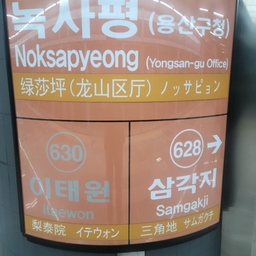 녹사평 (용산구청)
Noksapyeong (Yongsan-gu Office)
绿莎坪(龙山区厅) ノッサピョン
630
이태원
Itaewon
梨泰院 イテウォン
628 →
삼각지
Samgakji
三角地 サムガクチ